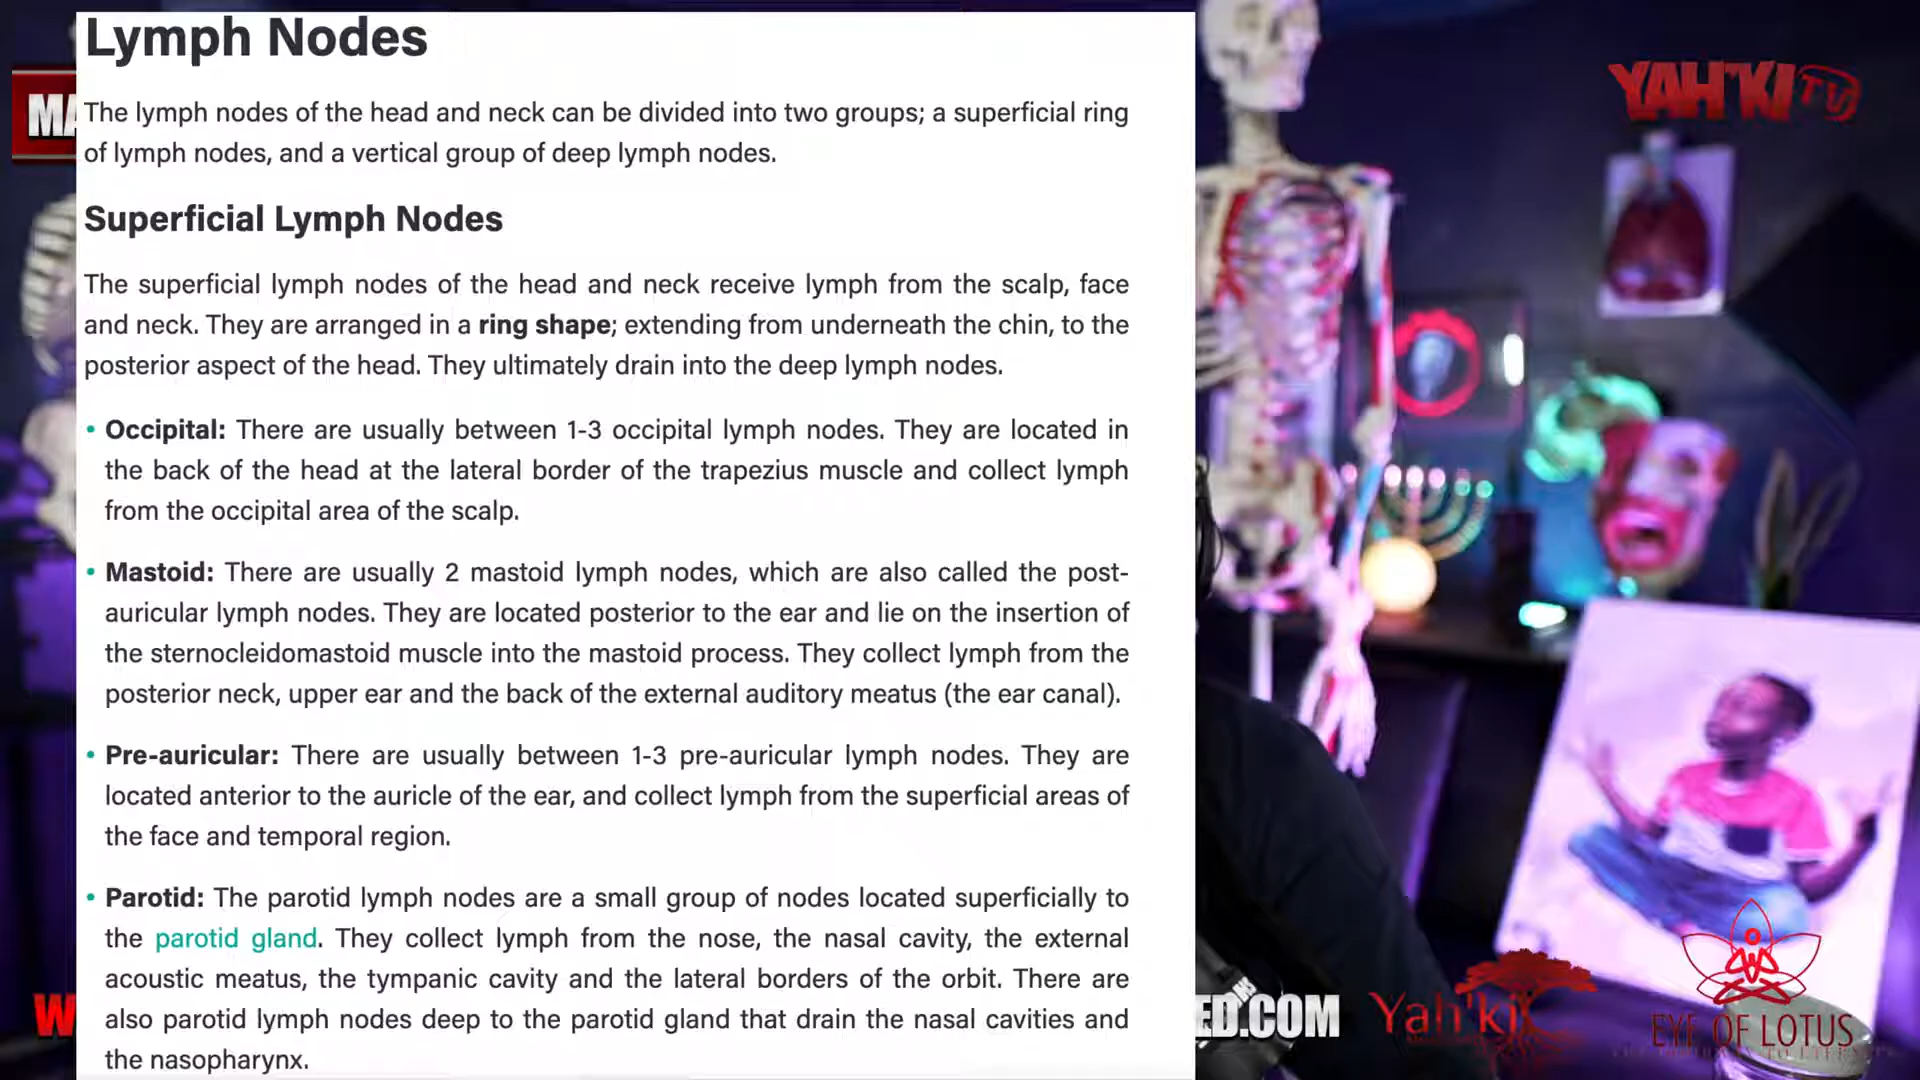 Lymph Nodes
The lymph nodes of the head and neck can be divided into two groups; a superficial ring
of lymph nodes, and a vertical group of deep lymph nodes.
Superficial Lymph Nodes
The superficial lymph nodes of the head and neck receive lymph from the scalp, face
and neck. They are arranged in a ring shape; extending from underneath the chin, to the
posterior aspect of the head. They ultimately drain into the deep lymph nodes.
• Occipital: There are usually between 1-3 occipital lymph nodes. They are located in
the back of the head at the lateral border of the trapezius muscle and collect lymph
from the occipital area of the scalp.
• Mastoid: There are usually 2 mastoid lymph nodes, which are also called the post-
auricular lymph nodes. They are located posterior to the ear and lie on the insertion of
the sternocleidomastoid muscle into the mastoid process. They collect lymph from the
posterior neck, upper ear and the back of the external auditory meatus (the ear canal).
• Pre-auricular: There are usually between 1-3 pre-auricular lymph nodes. They are
located anterior to the auricle of the ear, and collect lymph from the superficial areas of
the face and temporal region.
• Parotid: The parotid lymph nodes are a small group of nodes located superficially to
the parotid gland. They collect lymph from the nose, the nasal cavity, the external
acoustic meatus, the tympanic cavity and the lateral borders of the orbit. There are
also parotid lymph nodes deep to the parotid gland that drain the nasal cavities and
the nasopharynx.
MA
YAH'KI TV
W
ED.COM
Yah'ki
EYE OF LOTUS